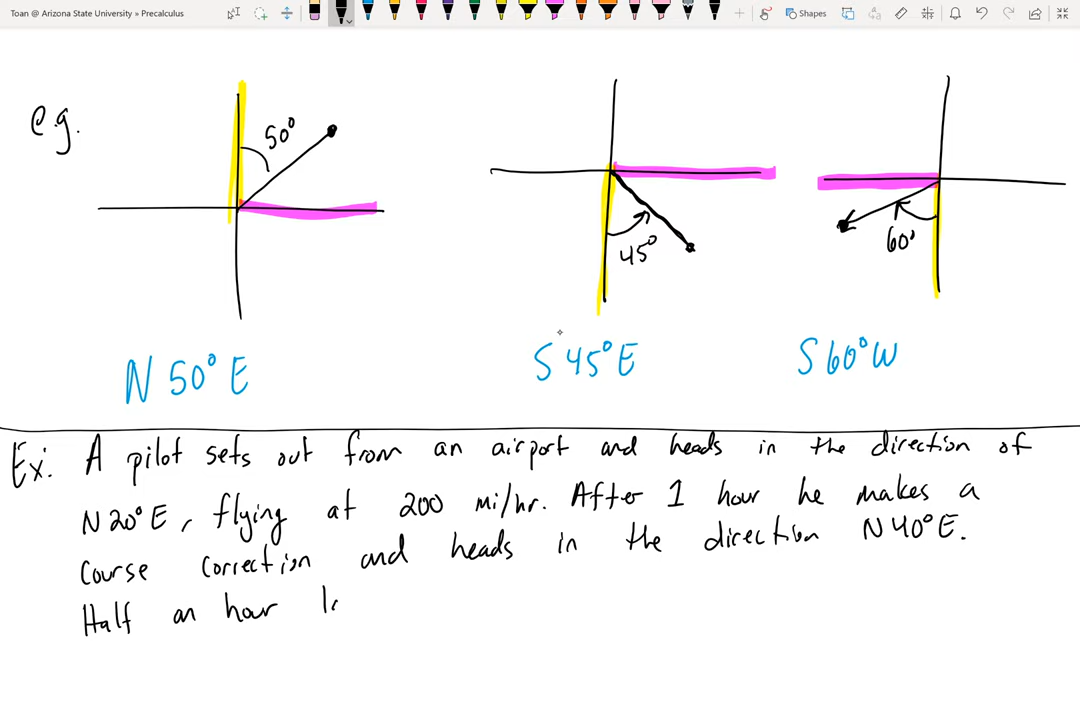 Toan @ Arizona State University » Precalculus
Shapes
e.g.
50°
45°
60°
N 50° E
S 45° E
S 60° W
Ex: A pilot sets out from an airport and heads in the direction of
N 20° E, flying at 200 mi/hr. After 1 hour he makes a
course correction and heads in the direction N 40° E.
Half an hour